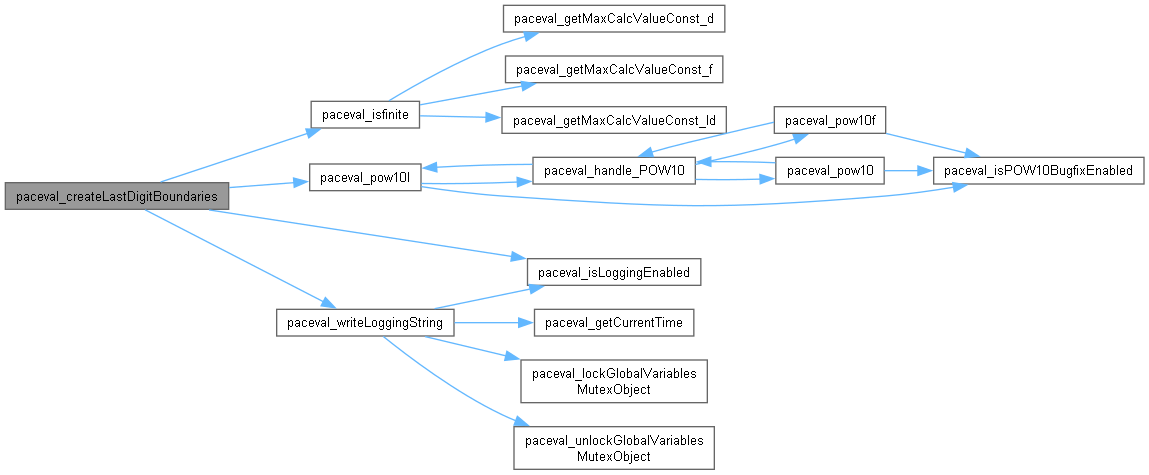 paceval_createLastDigitBoundaries
paceval_isfinite
paceval_getMaxCalcValueConst_d
paceval_getMaxCalcValueConst_f
paceval_getMaxCalcValueConst_ld
paceval_pow10l
paceval_handle_POW10
paceval_pow10f
paceval_pow10
paceval_isPOW10BugfixEnabled
paceval_isLoggingEnabled
paceval_writeLoggingString
paceval_getCurrentTime
paceval_lockGlobalVariables
MutexObject
paceval_unlockGlobalVariables
MutexObject